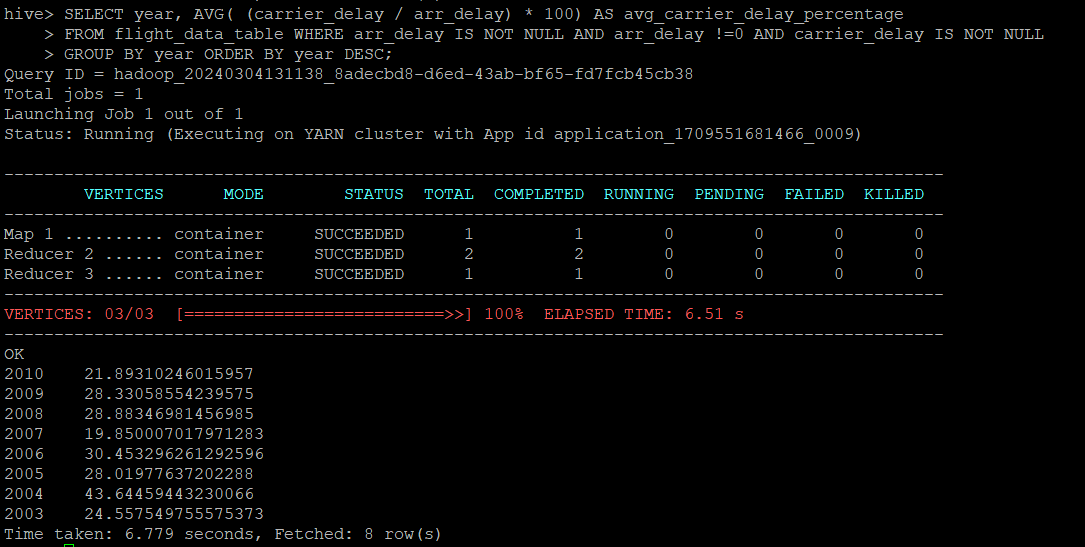 hive> SELECT year, AVG( (carrier_delay / arr_delay) * 100) AS avg_carrier_delay_percentage
    > FROM flight_data_table WHERE arr_delay IS NOT NULL AND arr_delay !=0 AND carrier_delay IS NOT NULL
    > GROUP BY year ORDER BY year DESC;
Query ID = hadoop_20240304131138_8adecbd8-d6ed-43ab-bf65-fd7fcb45cb38
Total jobs = 1
Launching Job 1 out of 1
Status: Running (Executing on YARN cluster with App id application_1709551681466_0009)
----------------------------------------------------------------------------------------------
        VERTICES      MODE        STATUS  TOTAL  COMPLETED  RUNNING  PENDING  FAILED  KILLED
----------------------------------------------------------------------------------------------
Map 1 .......... container     SUCCEEDED      1          1        0        0       0       0
Reducer 2 ...... container     SUCCEEDED      2          2        0        0       0       0
Reducer 3 ...... container     SUCCEEDED      1          1        0        0       0       0
----------------------------------------------------------------------------------------------
VERTICES: 03/03  [==========================>>] 100%  ELAPSED TIME: 6.51 s
----------------------------------------------------------------------------------------------
OK
2010    21.89310246015957
2009    28.33058554239575
2008    28.88346981456985
2007    19.850007017971283
2006    30.453296261292596
2005    28.01977637202288
2004    43.64459443230066
2003    24.557549755575373
Time taken: 6.779 seconds, Fetched: 8 row(s)